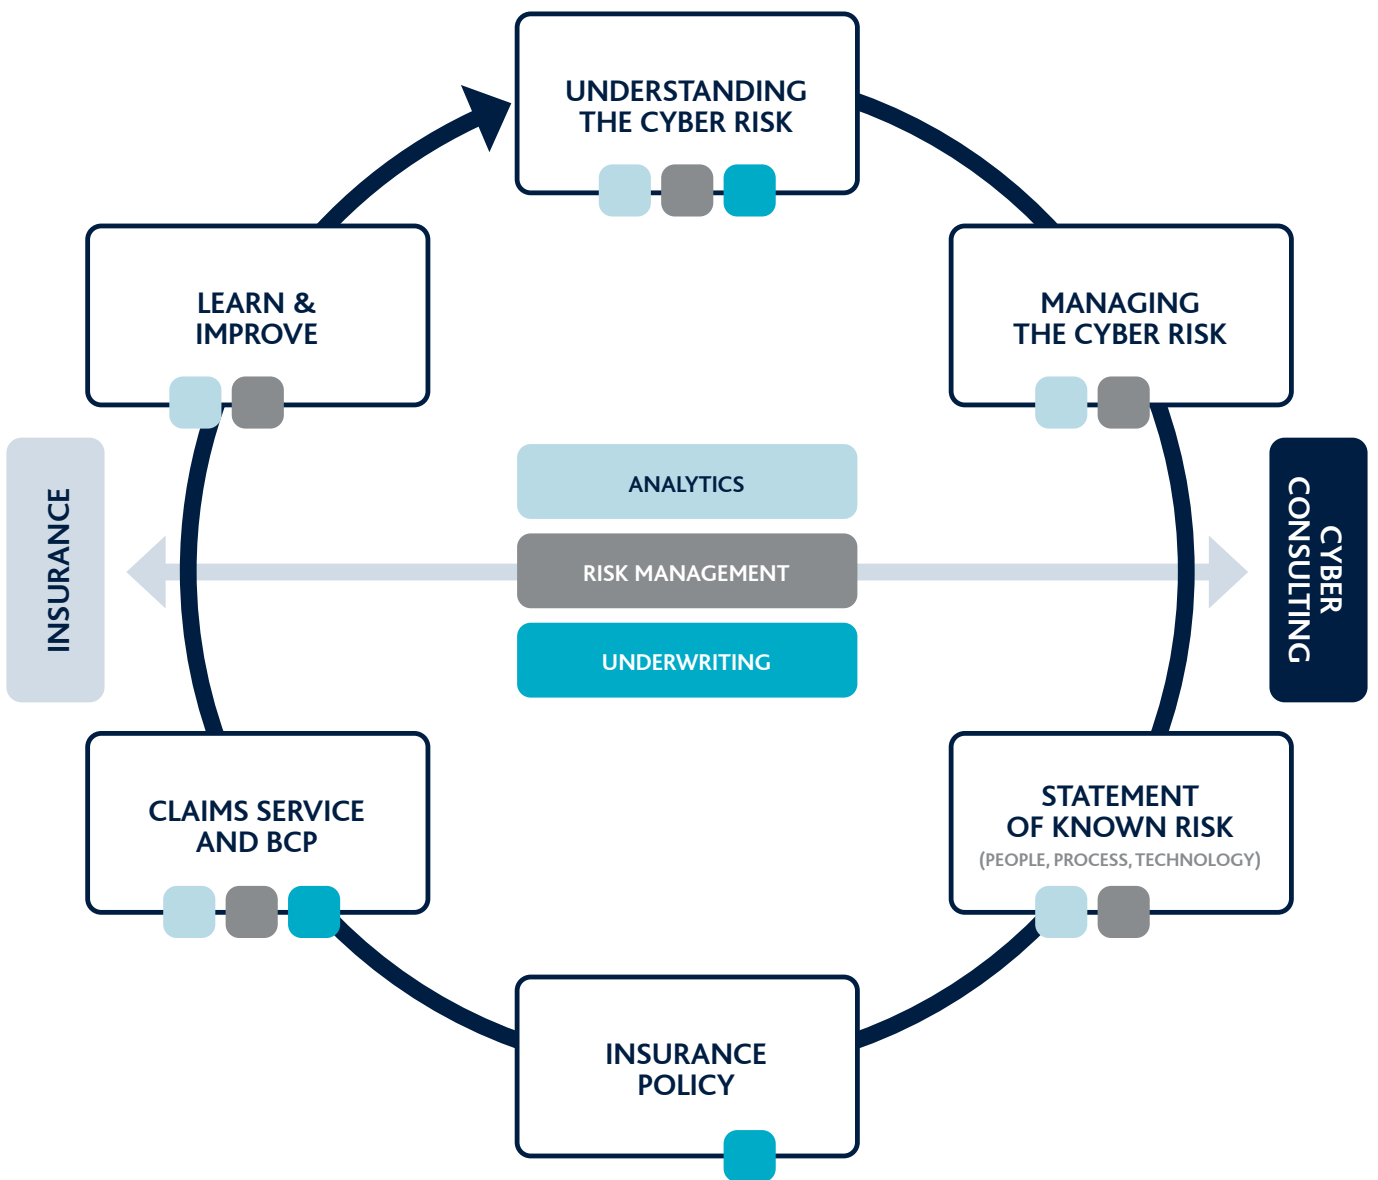 UNDERSTANDING
THE CYBER RISK
LEARN &
IMPROVE
MANAGING
THE CYBER RISK
INSURANCE
ANALYTICS
RISK MANAGEMENT
UNDERWRITING
CYBER
CONSULTING
CLAIMS SERVICE
AND BCP
STATEMENT
OF KNOWN RISK
(PEOPLE, PROCESS, TECHNOLOGY)
INSURANCE
POLICY